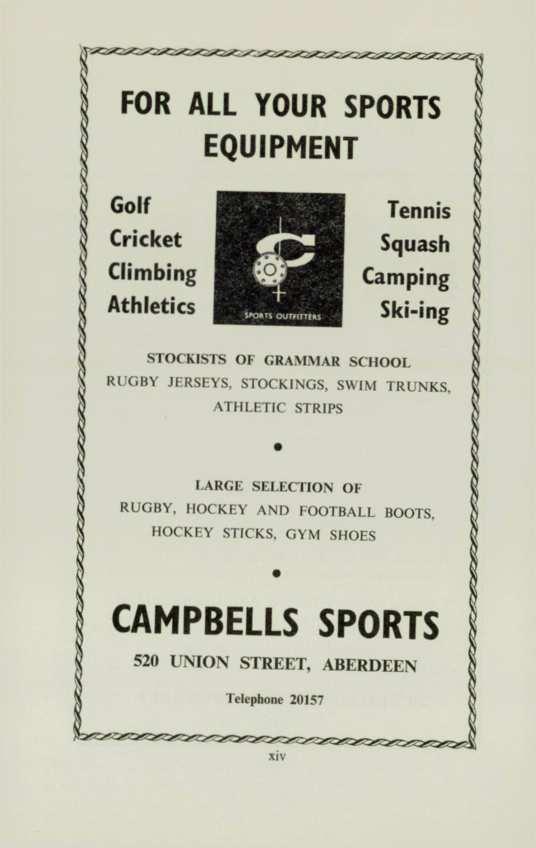 FOR ALL YOUR SPORTS
EQUIPMENT
Golf
Cricket
Climbing
Athletics
C
SPORTS OUTFITTERS
Tennis
Squash
Camping
Ski-ing
STOCKISTS OF GRAMMAR SCHOOL
RUGBY JERSEYS, STOCKINGS, SWIM TRUNKS,
ATHLETIC STRIPS
LARGE SELECTION OF
RUGBY, HOCKEY AND FOOTBALL BOOTS,
HOCKEY STICKS, GYM SHOES
CAMPBELLS SPORTS
520 UNION STREET, ABERDEEN
Telephone 20157
xiv